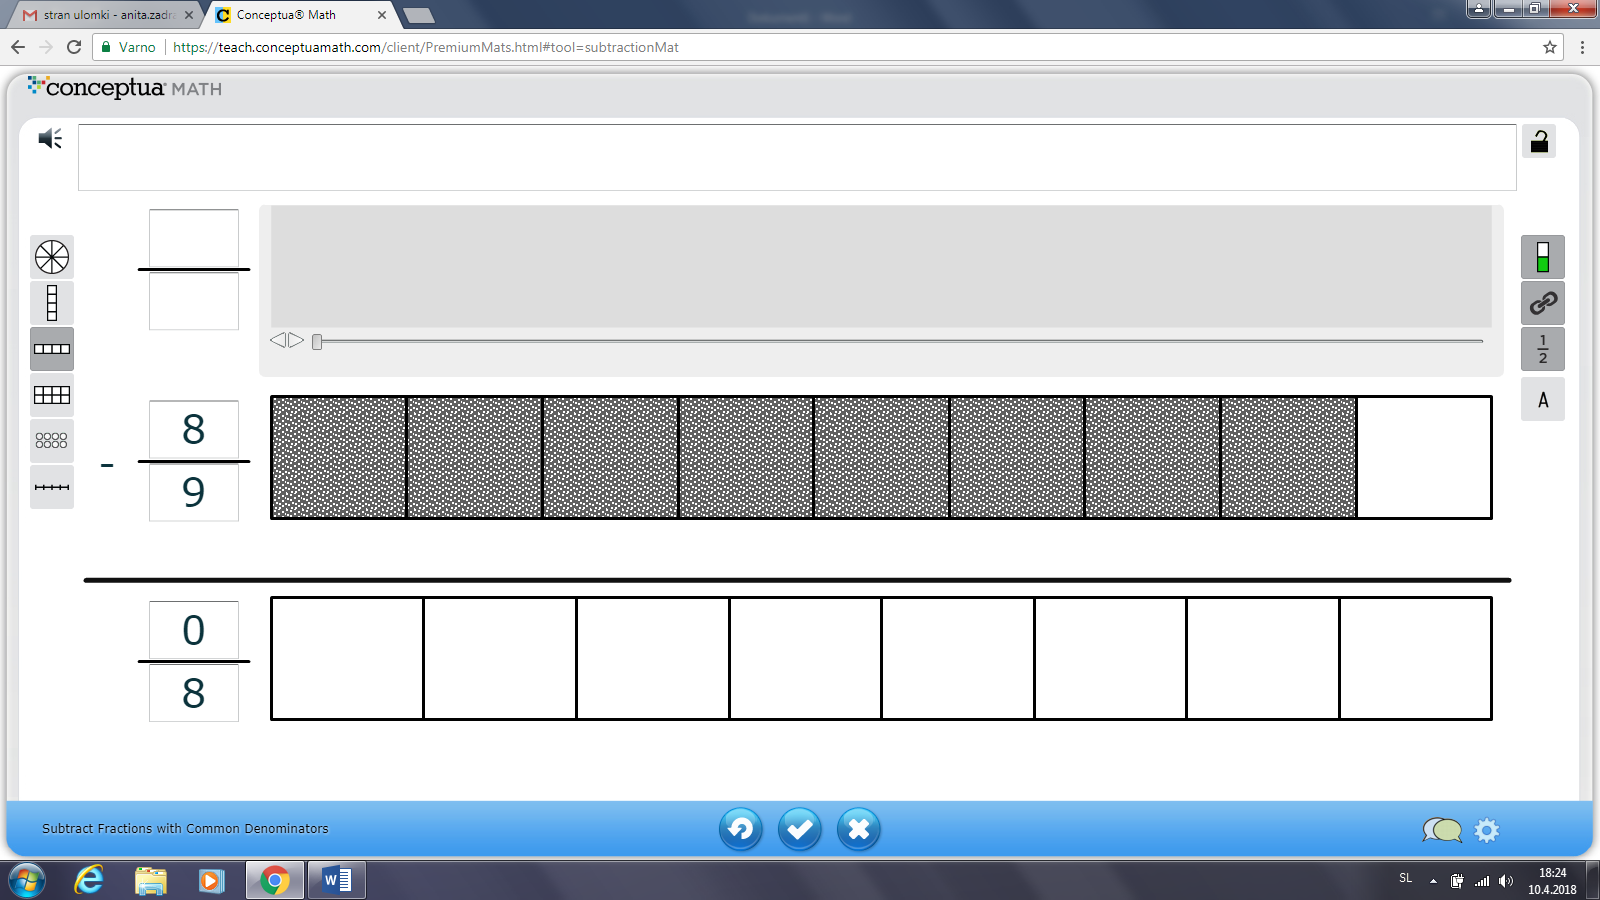 stran ulomki - anita.zadr
Conceptua® Math
Varno
https://teach.conceptuamath.com/client/PremiumMats.html#tool=subtractionMat
conceptua MATH
1
2
A
8
-
9
0
8
Subtract Fractions with Common Denominators
SL
18:24
10.4.2018